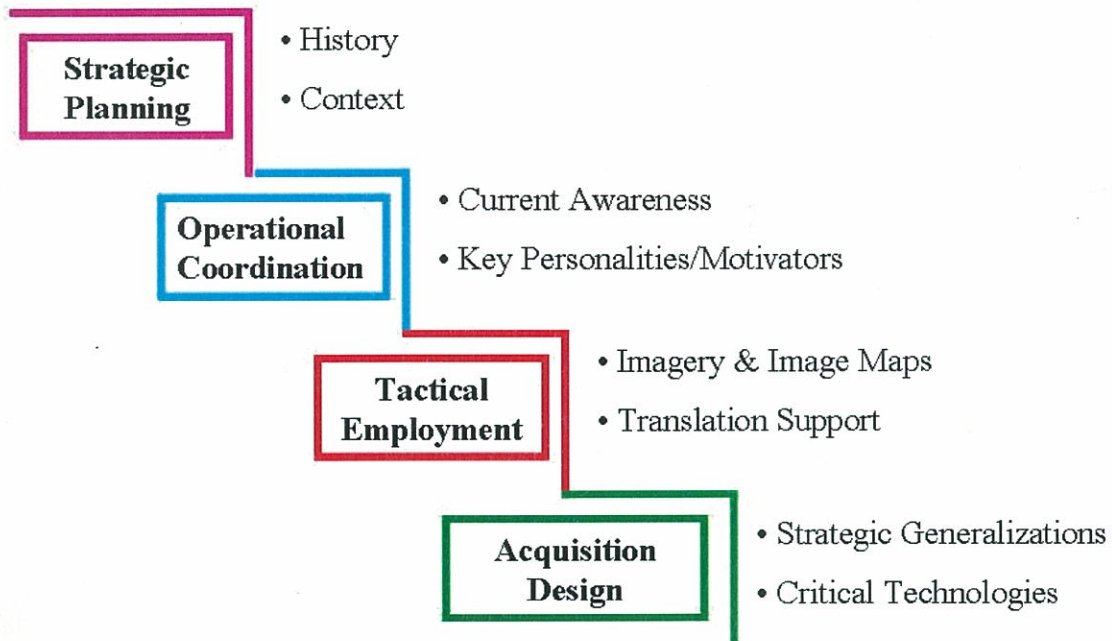 Strategic
Planning
• History
• Context
Operational
Coordination
• Current Awareness
• Key Personalities/Motivators
Tactical
Employment
• Imagery & Image Maps
• Translation Support
Acquisition
Design
• Strategic Generalizations
• Critical Technologies